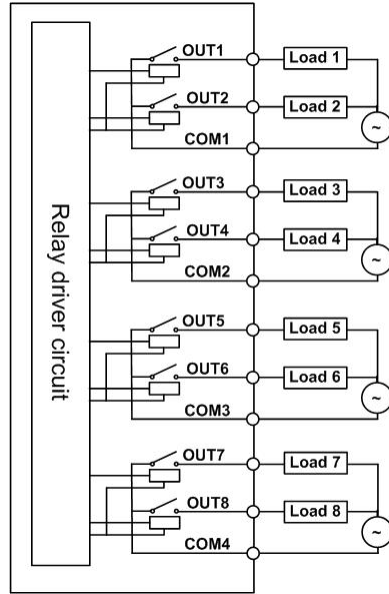 Relay driver circuit
OUT1 Load 1
OUT2 Load 2
COM1
~
OUT3 Load 3
OUT4 Load 4
COM2
~
OUT5 Load 5
OUT6 Load 6
COM3
~
OUT7 Load 7
OUT8 Load 8
COM4
~